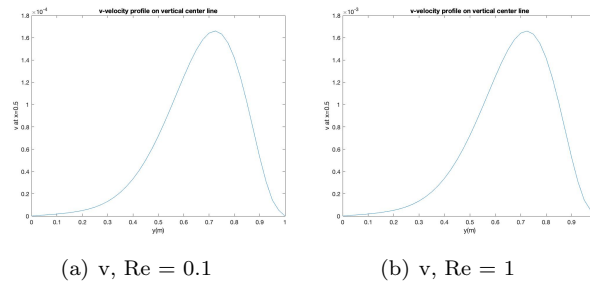 v-velocity profile on vertical center line
×10-4
1.8
1.6
1.4
1.2
1
0.8
0.6
0.4
0.2
0
v at x=0.5
0 0.1 0.2 0.3 0.4 0.5 0.6 0.7 0.8 0.9 1
y(m)
(a) v, Re = 0.1
v-velocity profile on vertical center line
×10-3
1.8
1.6
1.4
1.2
1
0.8
0.6
0.4
0.2
0
v at x=0.5
0 0.1 0.2 0.3 0.4 0.5 0.6 0.7 0.8 0.9
y(m)
(b) v, Re = 1